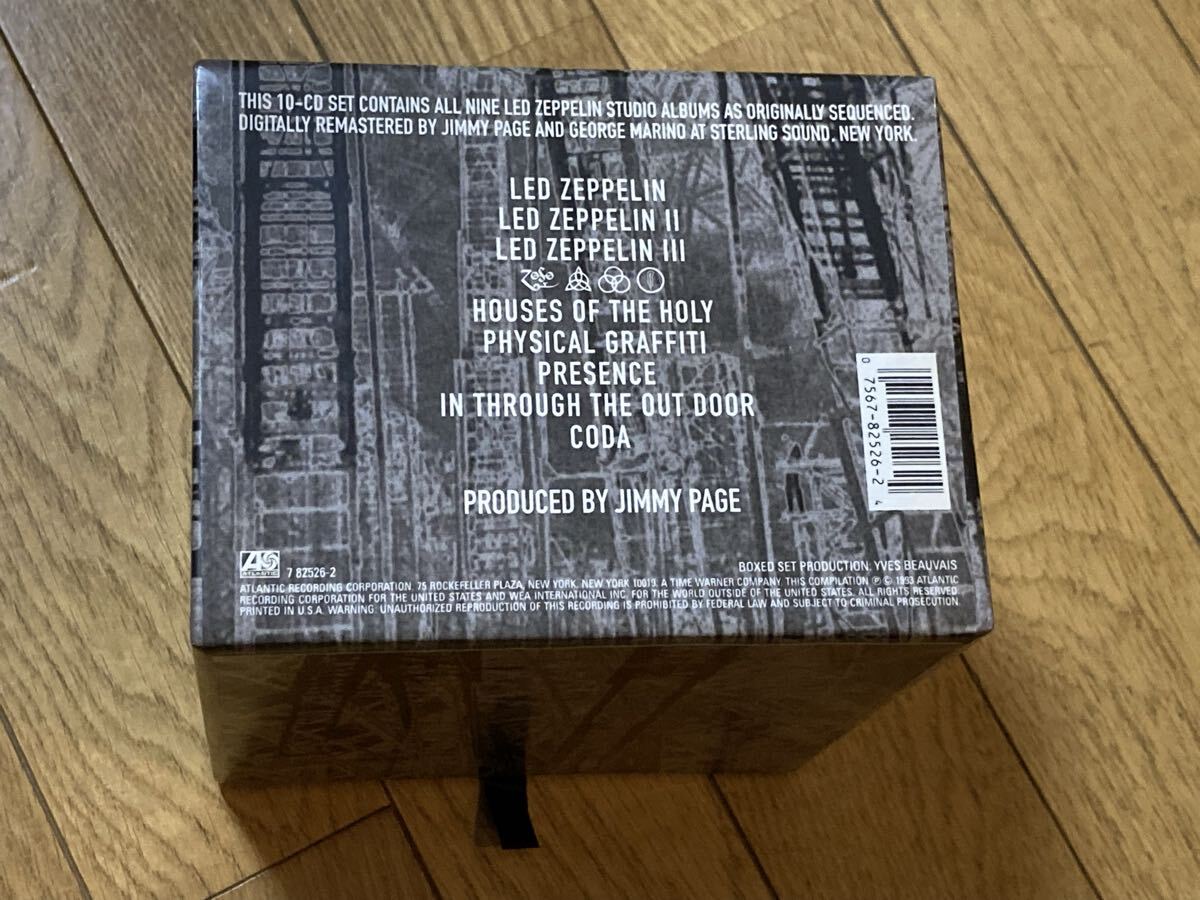 THIS 10-CD SET CONTAINS ALL NINE LED ZEPPELIN STUDIO ALBUMS AS ORIGINALLY SEQUENCED.
DIGITALLY REMASTERED BY JIMMY PAGE AND GEORGE MARINO AT STERLING SOUND, NEW YORK.
LED ZEPPELIN
LED ZEPPELIN II
LED ZEPPELIN III
HOUSES OF THE HOLY
PHYSICAL GRAFFITI
PRESENCE
IN THROUGH THE OUT DOOR
CODA
PRODUCED BY JIMMY PAGE
0 7567-82526-2 4
ATLANTIC
7 82526-2
BOXED SET PRODUCTION, YVES BEAUVAIS
ATLANTIC RECORDING CORPORATION, 75 ROCKEFELLER PLAZA, NEW YORK, NEW YORK 10019. A TIME WARNER COMPANY THIS COMPILATION ℗ © 1993 ATLANTIC
RECORDING CORPORATION FOR THE UNITED STATES AND WEA INTERNATIONAL INC. FOR THE WORLD OUTSIDE OF THE UNITED STATES. ALL RIGHTS RESERVED
PRINTED IN U.S.A. WARNING: UNAUTHORIZED REPRODUCTION OF THIS RECORDING IS PROHIBITED BY FEDERAL LAW AND SUBJECT TO CRIMINAL PROSECUTION.